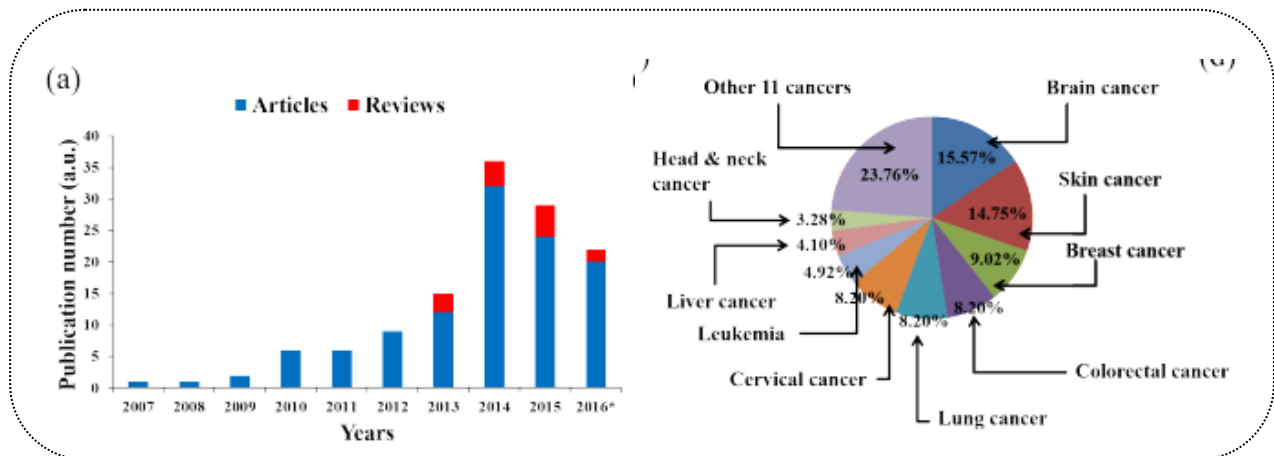 (a)
Articles Reviews
Publication number (a.u.)
40
35
30
25
20
15
10
5
0
2007 2008 2009 2010 2011 2012 2013 2014 2015 2016*
Years
Other 11 cancers
Brain cancer
Head & neck
cancer
Skin cancer
Breast cancer
Liver cancer
Leukemia
Cervical cancer
Colorectal cancer
Lung cancer
15.57%
23.76%
14.75%
3.28%
4.10%
9.02%
4.92%
8.20%
8.20%
8.20%